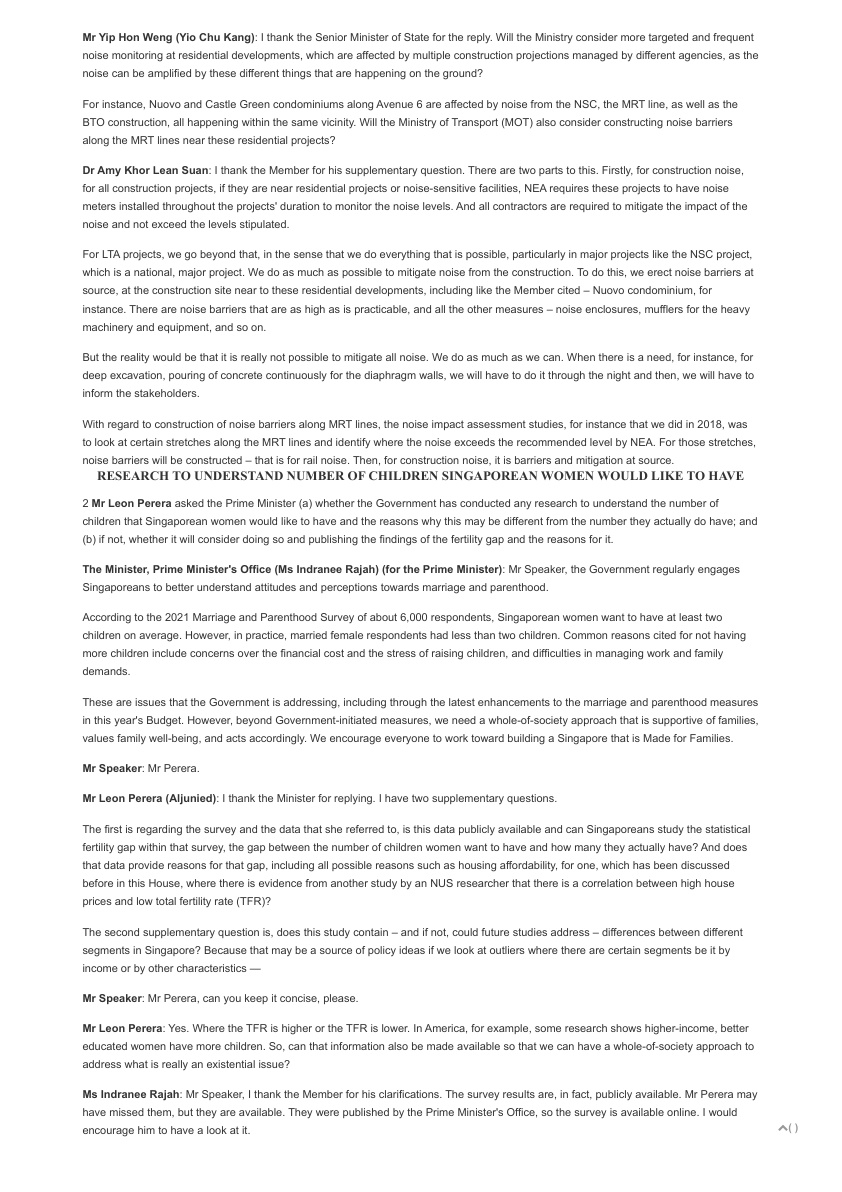 Mr Yip Hon Weng (Yio Chu Kang): I thank the Senior Minister of State for the reply. Will the Ministry consider more targeted and frequent
noise monitoring at residential developments, which are affected by multiple construction projections managed by different agencies, as the
noise can be amplified by these different things that are happening on the ground?
For instance, Nuovo and Castle Green condominiums along Avenue 6 are affected by noise from the NSC, the MRT line, as well as the
BTO construction, all happening within the same vicinity. Will the Ministry of Transport (MOT) also consider constructing noise barriers
along the MRT lines near these residential projects?
Dr Amy Khor Lean Suan: I thank the Member for his supplementary question. There are two parts to this. Firstly, for construction noise,
for all construction projects, if they are near residential projects or noise-sensitive facilities, NEA requires these projects to have noise
meters installed throughout the projects' duration to monitor the noise levels. And all contractors are required to mitigate the impact of the
noise and not exceed the levels stipulated.
For LTA projects, we go beyond that, in the sense that we do everything that is possible, particularly in major projects like the NSC project,
which is a national, major project. We do as much as possible to mitigate noise from the construction. To do this, we erect noise barriers at
source, at the construction site near to these residential developments, including like the Member cited – Nuovo condominium, for
instance. There are noise barriers that are as high as is practicable, and all the other measures – noise enclosures, mufflers for the heavy
machinery and equipment, and so on.
But the reality would be that it is really not possible to mitigate all noise. We do as much as we can. When there is a need, for instance, for
deep excavation, pouring of concrete continuously for the diaphragm walls, we will have to do it through the night and then, we will have to
inform the stakeholders.
With regard to construction of noise barriers along MRT lines, the noise impact assessment studies, for instance that we did in 2018, was
to look at certain stretches along the MRT lines and identify where the noise exceeds the recommended level by NEA. For those stretches,
noise barriers will be constructed – that is for rail noise. Then, for construction noise, it is barriers and mitigation at source.
RESEARCH TO UNDERSTAND NUMBER OF CHILDREN SINGAPOREAN WOMEN WOULD LIKE TO HAVE
2 Mr Leon Perera asked the Prime Minister (a) whether the Government has conducted any research to understand the number of
children that Singaporean women would like to have and the reasons why this may be different from the number they actually do have; and
(b) if not, whether it will consider doing so and publishing the findings of the fertility gap and the reasons for it.
The Minister, Prime Minister's Office (Ms Indranee Rajah) (for the Prime Minister): Mr Speaker, the Government regularly engages
Singaporeans to better understand attitudes and perceptions towards marriage and parenthood.
According to the 2021 Marriage and Parenthood Survey of about 6,000 respondents, Singaporean women want to have at least two
children on average. However, in practice, married female respondents had less than two children. Common reasons cited for not having
more children include concerns over the financial cost and the stress of raising children, and difficulties in managing work and family
demands.
These are issues that the Government is addressing, including through the latest enhancements to the marriage and parenthood measures
in this year's Budget. However, beyond Government-initiated measures, we need a whole-of-society approach that is supportive of families,
values family well-being, and acts accordingly. We encourage everyone to work toward building a Singapore that is Made for Families.
Mr Speaker: Mr Perera.
Mr Leon Perera (Aljunied): I thank the Minister for replying. I have two supplementary questions.
The first is regarding the survey and the data that she referred to, is this data publicly available and can Singaporeans study the statistical
fertility gap within that survey, the gap between the number of children women want to have and how many they actually have? And does
that data provide reasons for that gap, including all possible reasons such as housing affordability, for one, which has been discussed
before in this House, where there is evidence from another study by an NUS researcher that there is a correlation between high house
prices and low total fertility rate (TFR)?
The second supplementary question is, does this study contain – and if not, could future studies address – differences between different
segments in Singapore? Because that may be a source of policy ideas if we look at outliers where there are certain segments be it by
income or by other characteristics —
Mr Speaker: Mr Perera, can you keep it concise, please.
Mr Leon Perera: Yes. Where the TFR is higher or the TFR is lower. In America, for example, some research shows higher-income, better
educated women have more children. So, can that information also be made available so that we can have a whole-of-society approach to
address what is really an existential issue?
Ms Indranee Rajah: Mr Speaker, I thank the Member for his clarifications. The survey results are, in fact, publicly available. Mr Perera may
have missed them, but they are available. They were published by the Prime Minister's Office, so the survey is available online. I would
encourage him to have a look at it.
( )